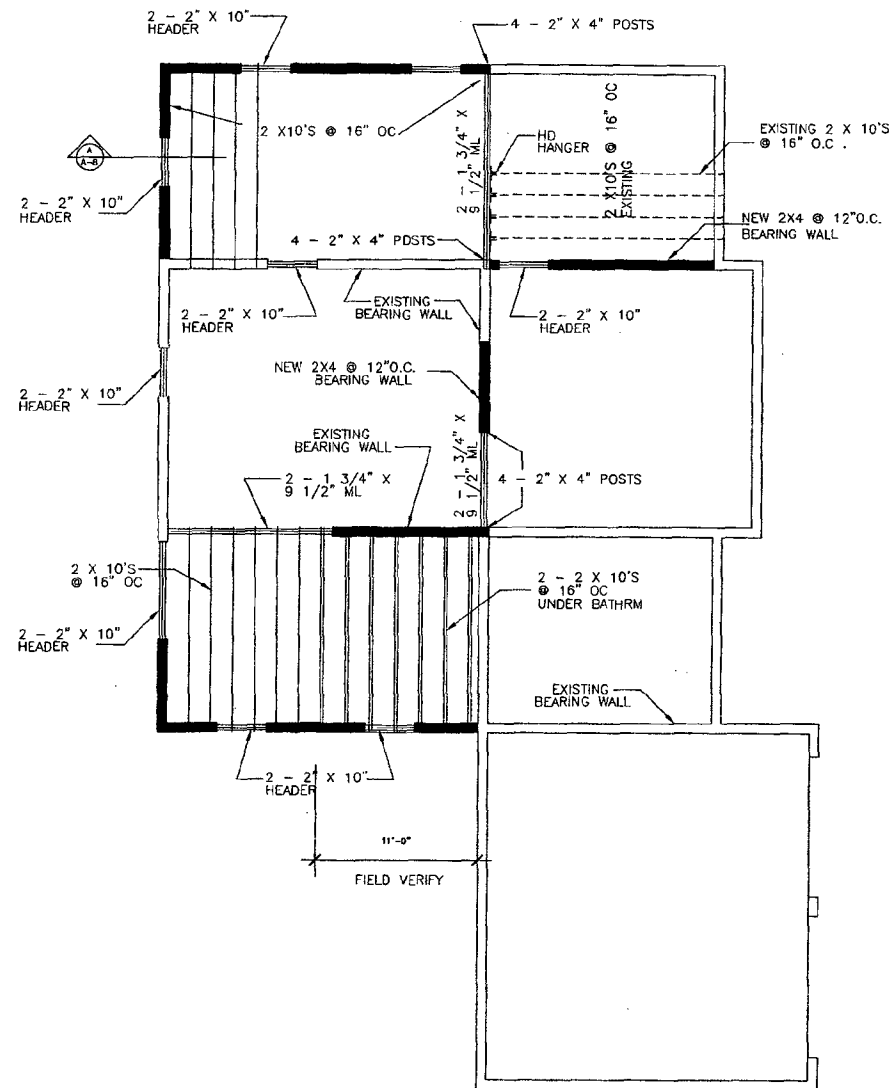 2 - 2" X 10"
HEADER
4 - 2" X 4" POSTS
2 X10'S @ 16" OC
2 - 1 3/4" X
9 1/2" ML
HD
HANGER
2 X10'S @ 16" OC
EXISTING
EXISTING 2 X 10'S
@ 16" O.C .
A
A-8
2 - 2" X 10"
HEADER
NEW 2X4 @ 12"O.C.
BEARING WALL
4 - 2" X 4" POSTS
2 - 2" X 10"
HEADER
EXISTING
BEARING WALL
2 - 2" X 10"
HEADER
NEW 2X4 @ 12"O.C.
BEARING WALL
2 - 2" X 10"
HEADER
EXISTING
BEARING WALL
2 - 1 3/4" X
9 1/2" ML
2 - 1 3/4" X
9 1/2" ML
4 - 2" X 4" POSTS
2 X 10'S
@ 16" OC
2 - 2 X 10'S
@ 16" OC
UNDER BATHRM
2 - 2" X 10"
HEADER
EXISTING
BEARING WALL
2 - 2" X 10"
HEADER
11'-0"
FIELD VERIFY